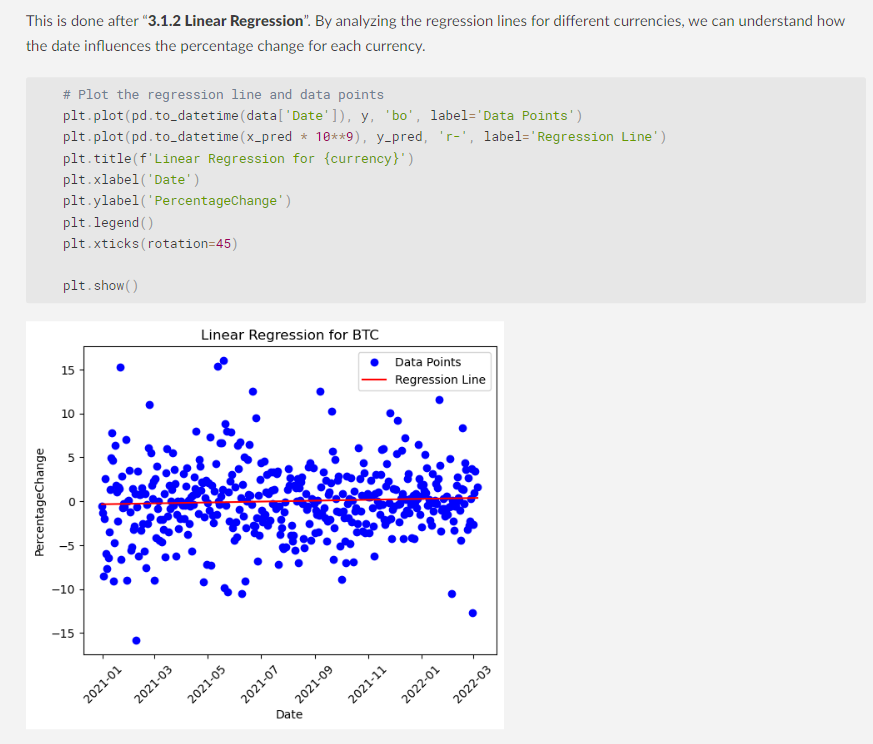 This is done after “3.1.2 Linear Regression”. By analyzing the regression lines for different currencies, we can understand how
the date influences the percentage change for each currency.
# Plot the regression line and data points
plt.plot(pd.to_datetime(data['Date']), y, 'bo', label='Data Points')
plt.plot(pd.to_datetime(x_pred * 10**9), y_pred, 'r-', label='Regression Line')
plt.title(f'Linear Regression for {currency}')
plt.xlabel('Date')
plt.ylabel('PercentageChange')
plt.legend()
plt.xticks(rotation=45)
plt.show()
Linear Regression for BTC
Data Points
Regression Line
PercentageChange
15
10
5
0
−5
−10
−15
2021-01
2021-03
2021-05
2021-07
2021-09
2021-11
2022-01
2022-03
Date